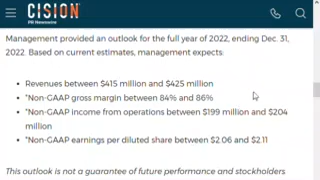 CISION
PR Newswire
Management provided an outlook for the full year of 2022, ending Dec. 31,
2022. Based on current estimates, management expects:
Revenues between $415 million and $425 million
*Non-GAAP gross margin between 84% and 86%
*Non-GAAP income from operations between $199 million and $204
million
*Non-GAAP earnings per diluted share between $2.06 and $2.11
This outlook is not a guarantee of future performance and stockholders